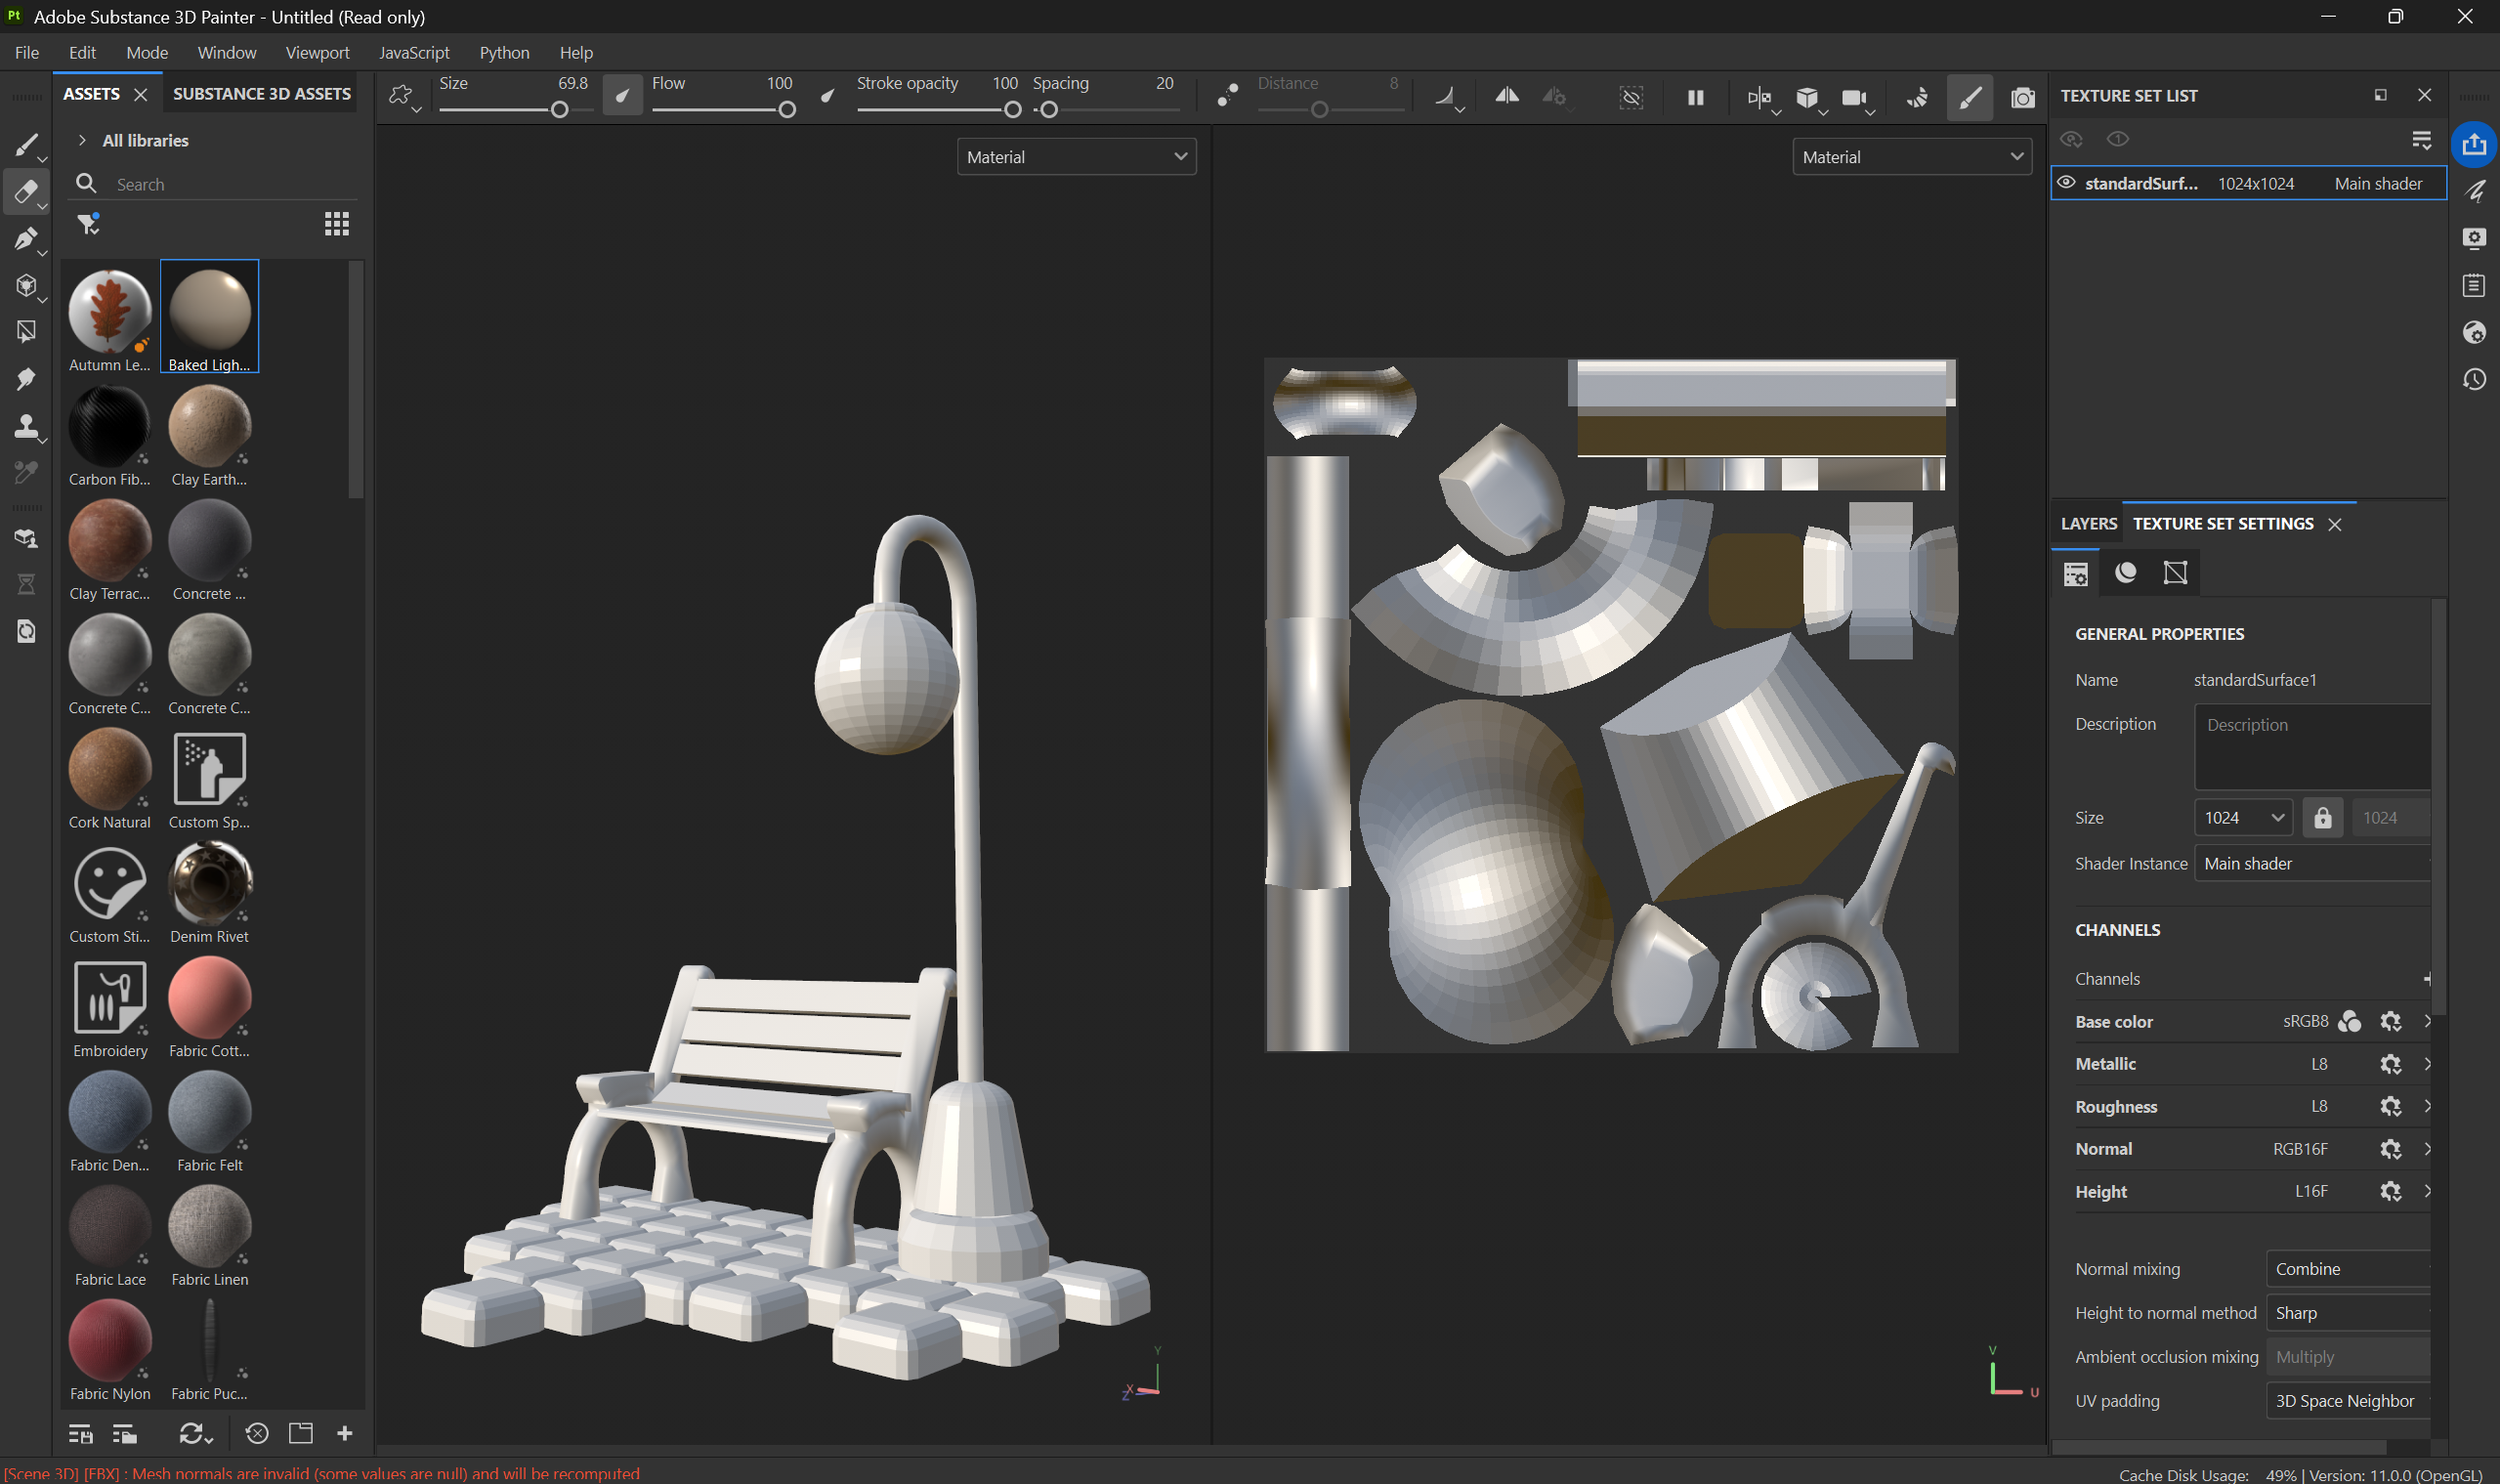 Pt Adobe Substance 3D Painter - Untitled (Read only)
File Edit Mode Window Viewport JavaScript Python Help
ASSETS SUBSTANCE 3D ASSETS
Size 69.8 Flow 100 Stroke opacity 100 Spacing 20 Distance 8
All libraries
Search
Autumn Le... Baked Ligh...
Carbon Fib... Clay Earth...
Clay Terrac... Concrete ...
Concrete C... Concrete C...
Cork Natural Custom Sp...
Custom Sti... Denim Rivet
Embroidery Fabric Cott...
Fabric Den... Fabric Felt
Fabric Lace Fabric Linen
Fabric Nylon Fabric Puc...
Material
Y
X
Z
Material
V
U
TEXTURE SET LIST
standardSurf... 1024x1024 Main shader
LAYERS TEXTURE SET SETTINGS
GENERAL PROPERTIES
Name standardSurface1
Description Description
Size 1024 1024
Shader Instance Main shader
CHANNELS
Channels
Base color sRGB8
Metallic L8
Roughness L8
Normal RGB16F
Height L16F
Normal mixing Combine
Height to normal method Sharp
Ambient occlusion mixing Multiply
UV padding 3D Space Neighbor
[Scene 3D] [FBX] : Mesh normals are invalid (some values are null) and will be recomputed
Cache Disk Usage: 49% | Version: 11.0.0 (OpenGL)